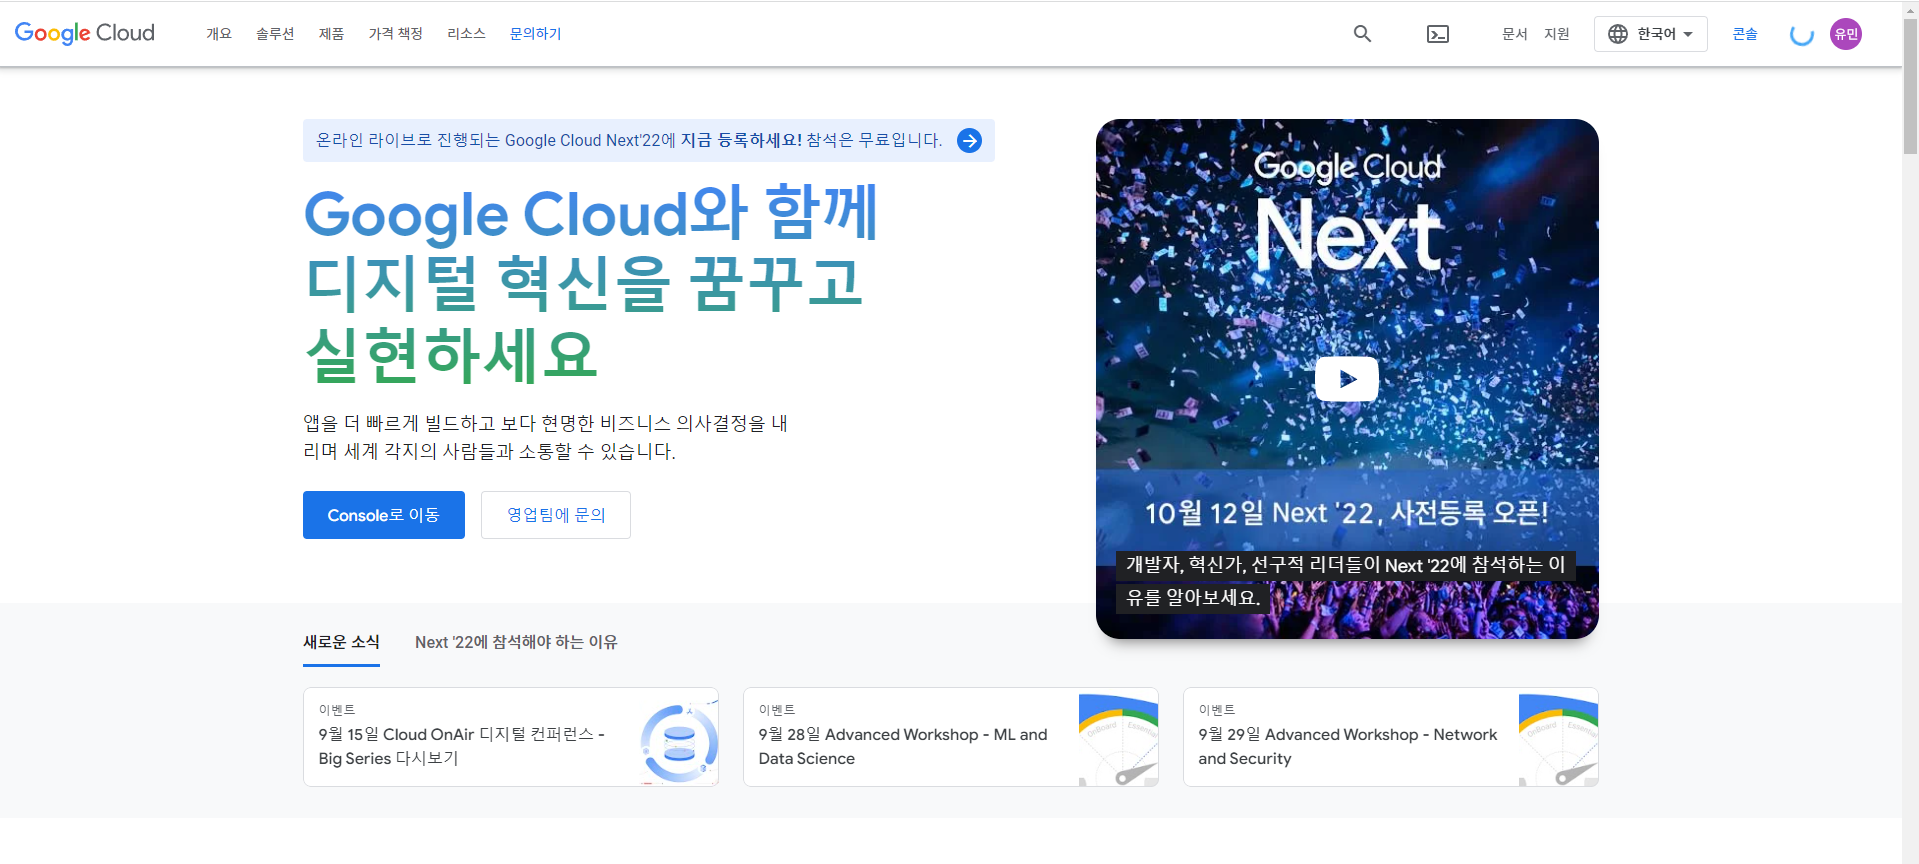 Google Cloud
개요 솔루션 제품 가격 책정 리소스 문의하기
문서 지원 한국어 콘솔 유민
온라인 라이브로 진행되는 Google Cloud Next'22에 지금 등록하세요! 참석은 무료입니다.
Google Cloud와 함께
디지털 혁신을 꿈꾸고
실현하세요
앱을 더 빠르게 빌드하고 보다 현명한 비즈니스 의사결정을 내
리며 세계 각지의 사람들과 소통할 수 있습니다.
Console로 이동 영업팀에 문의
Google Cloud
Next
10월 12일 Next '22, 사전등록 오픈!
개발자, 혁신가, 선구적 리더들이 Next '22에 참석하는 이
유를 알아보세요.
새로운 소식 Next '22에 참석해야 하는 이유
이벤트
9월 15일 Cloud OnAir 디지털 컨퍼런스 -
Big Series 다시보기
이벤트
9월 28일 Advanced Workshop - ML and
Data Science
OnBoard Essential
이벤트
9월 29일 Advanced Workshop - Network
and Security
OnBoard Essential